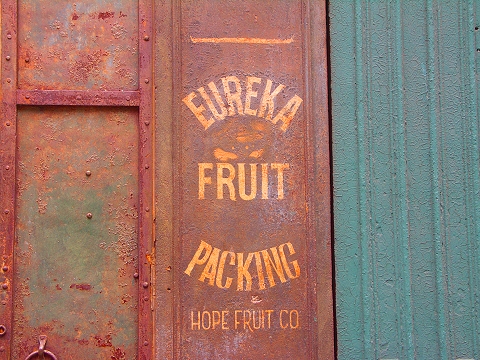 EUREKA
FRUIT
PACKING
&
HOPE FRUIT CO